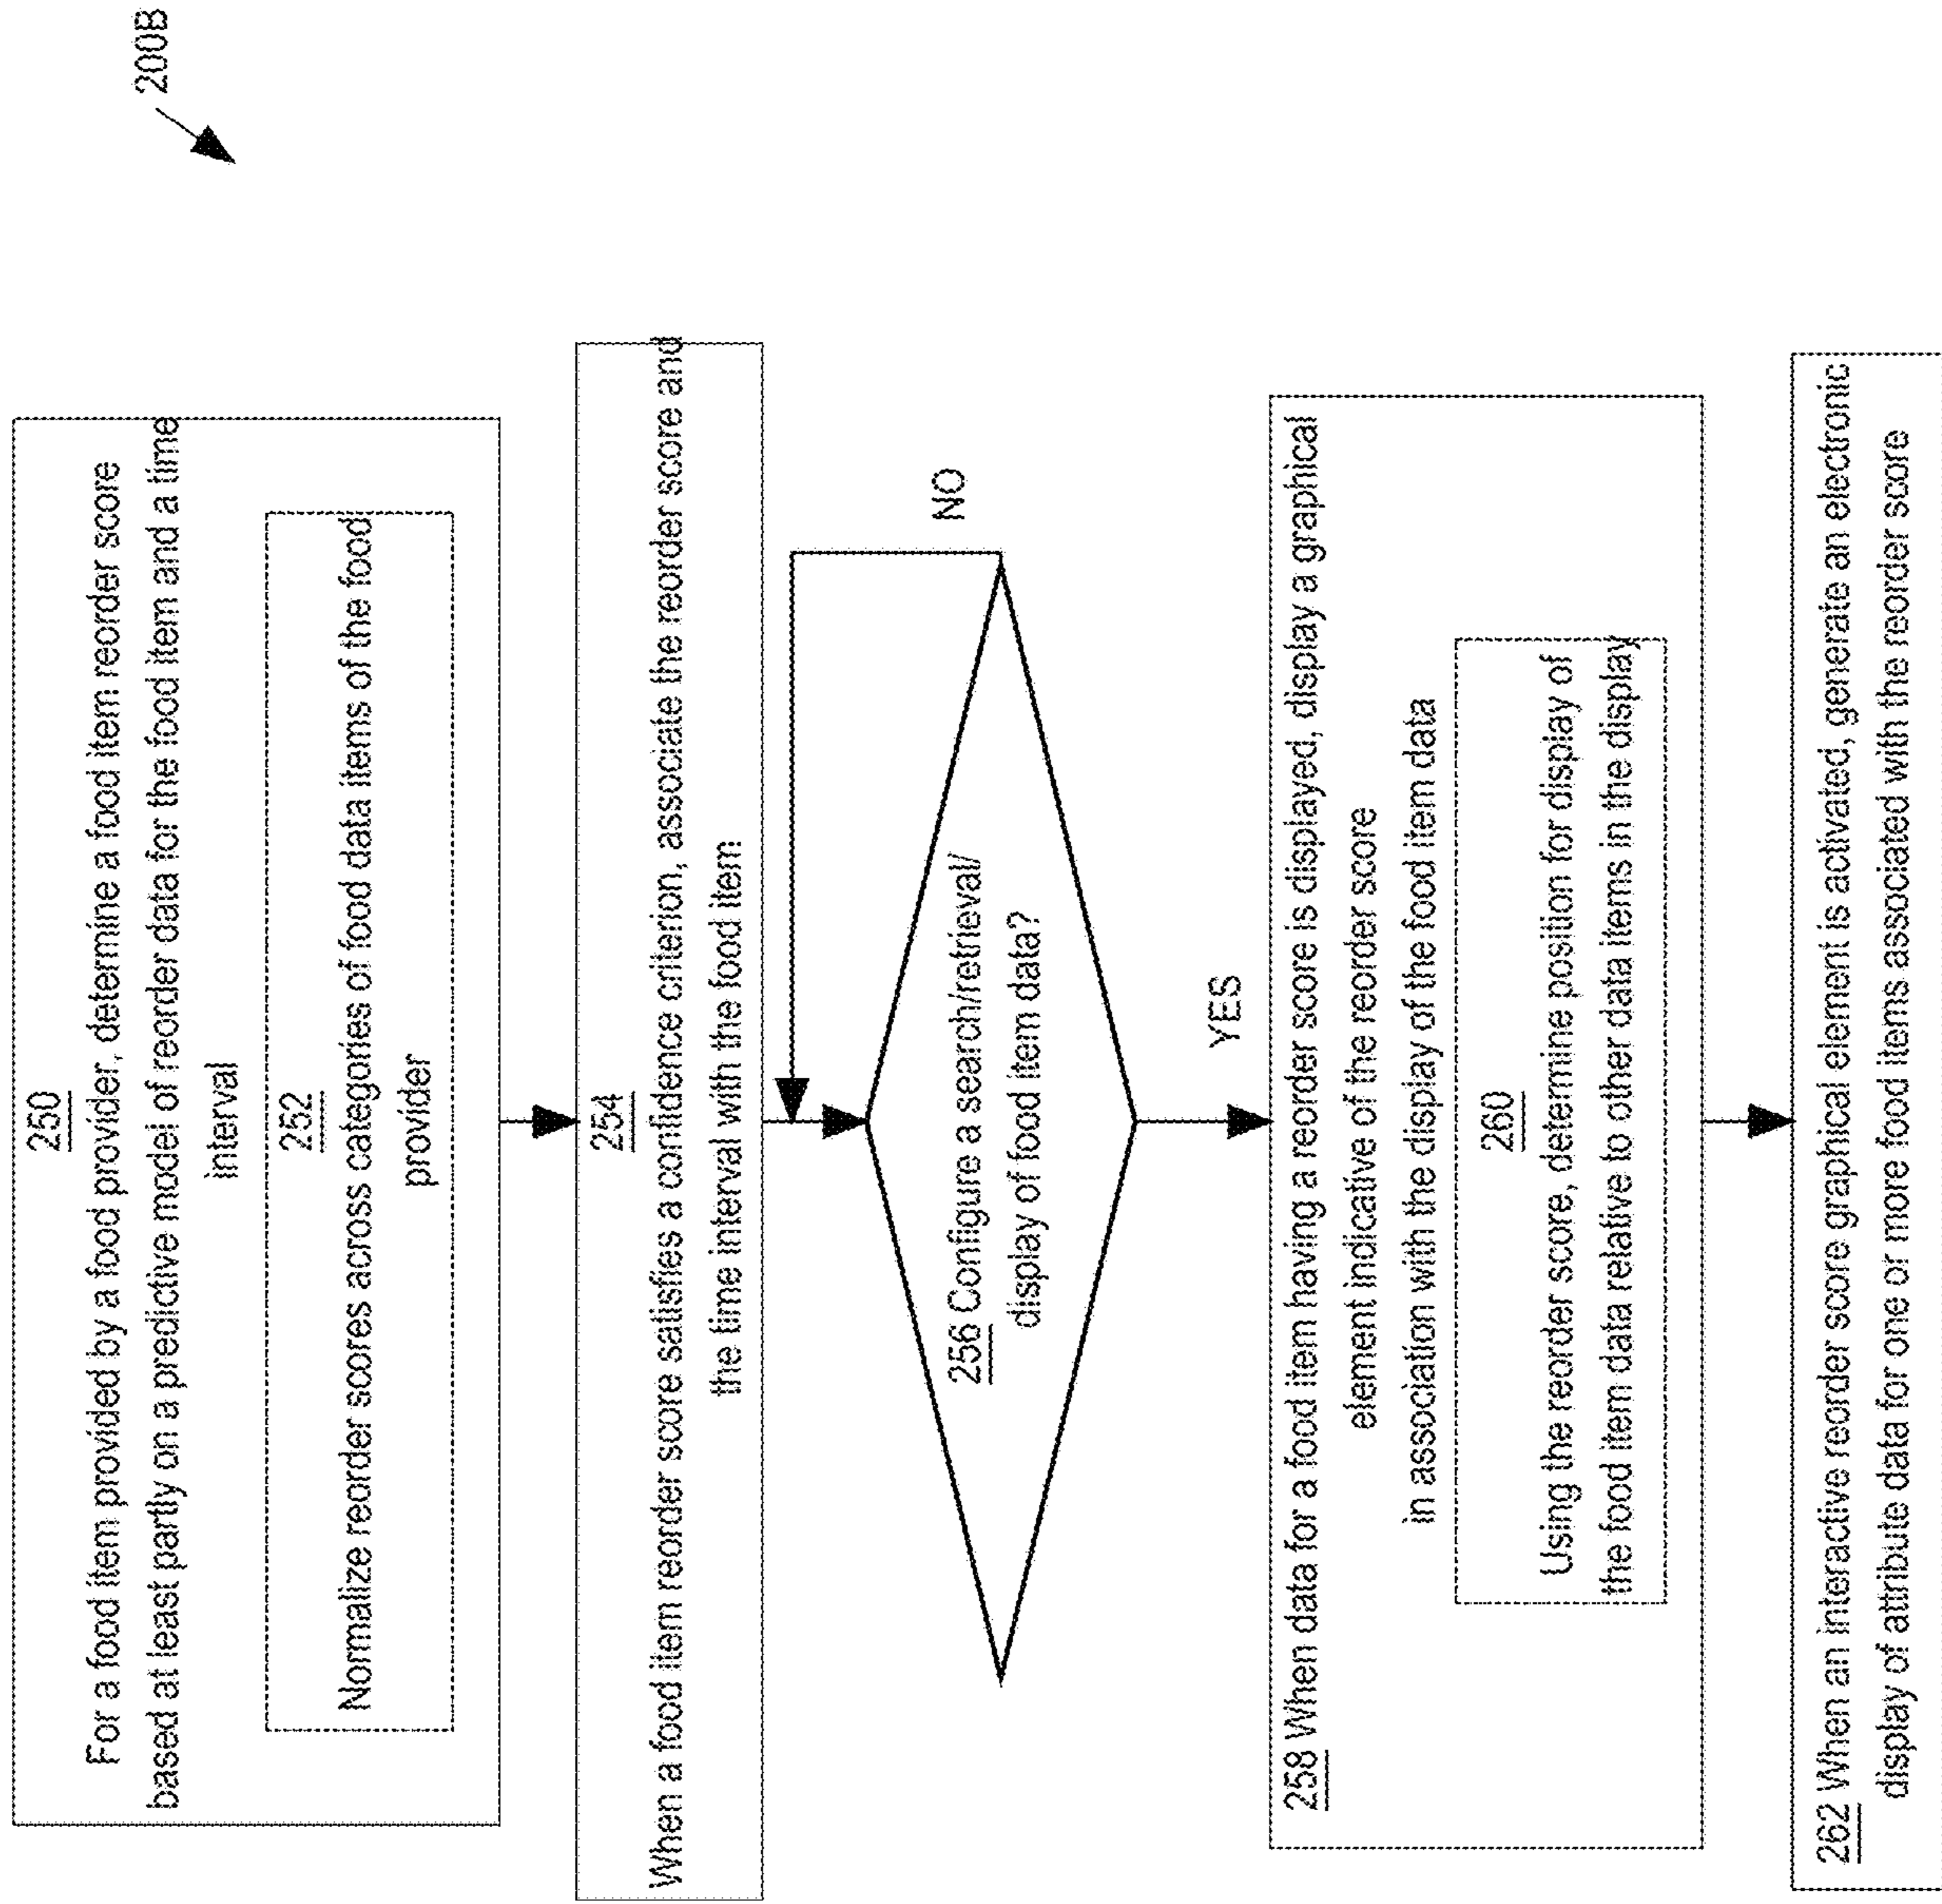 200B
250
For a food item provided by a food provider, determine a food item reorder score
based at least partly on a predictive model of reorder data for the food item and a time
interval
252
Normalize reorder scores across categories of food data items of the food
provider
254
When a food item reorder score satisfies a confidence criterion, associate the reorder score and
the time interval with the food item
256 Configure a search/retrieval/
display of food item data?
NO
YES
258 When data for a food item having a reorder score is displayed, display a graphical
element indicative of the reorder score
in association with the display of the food item data
260
Using the reorder score, determine position for display of
the food item data relative to other data items in the display
262 When an interactive reorder score graphical element is activated, generate an electronic
display of attribute data for one or more food items associated with the reorder score